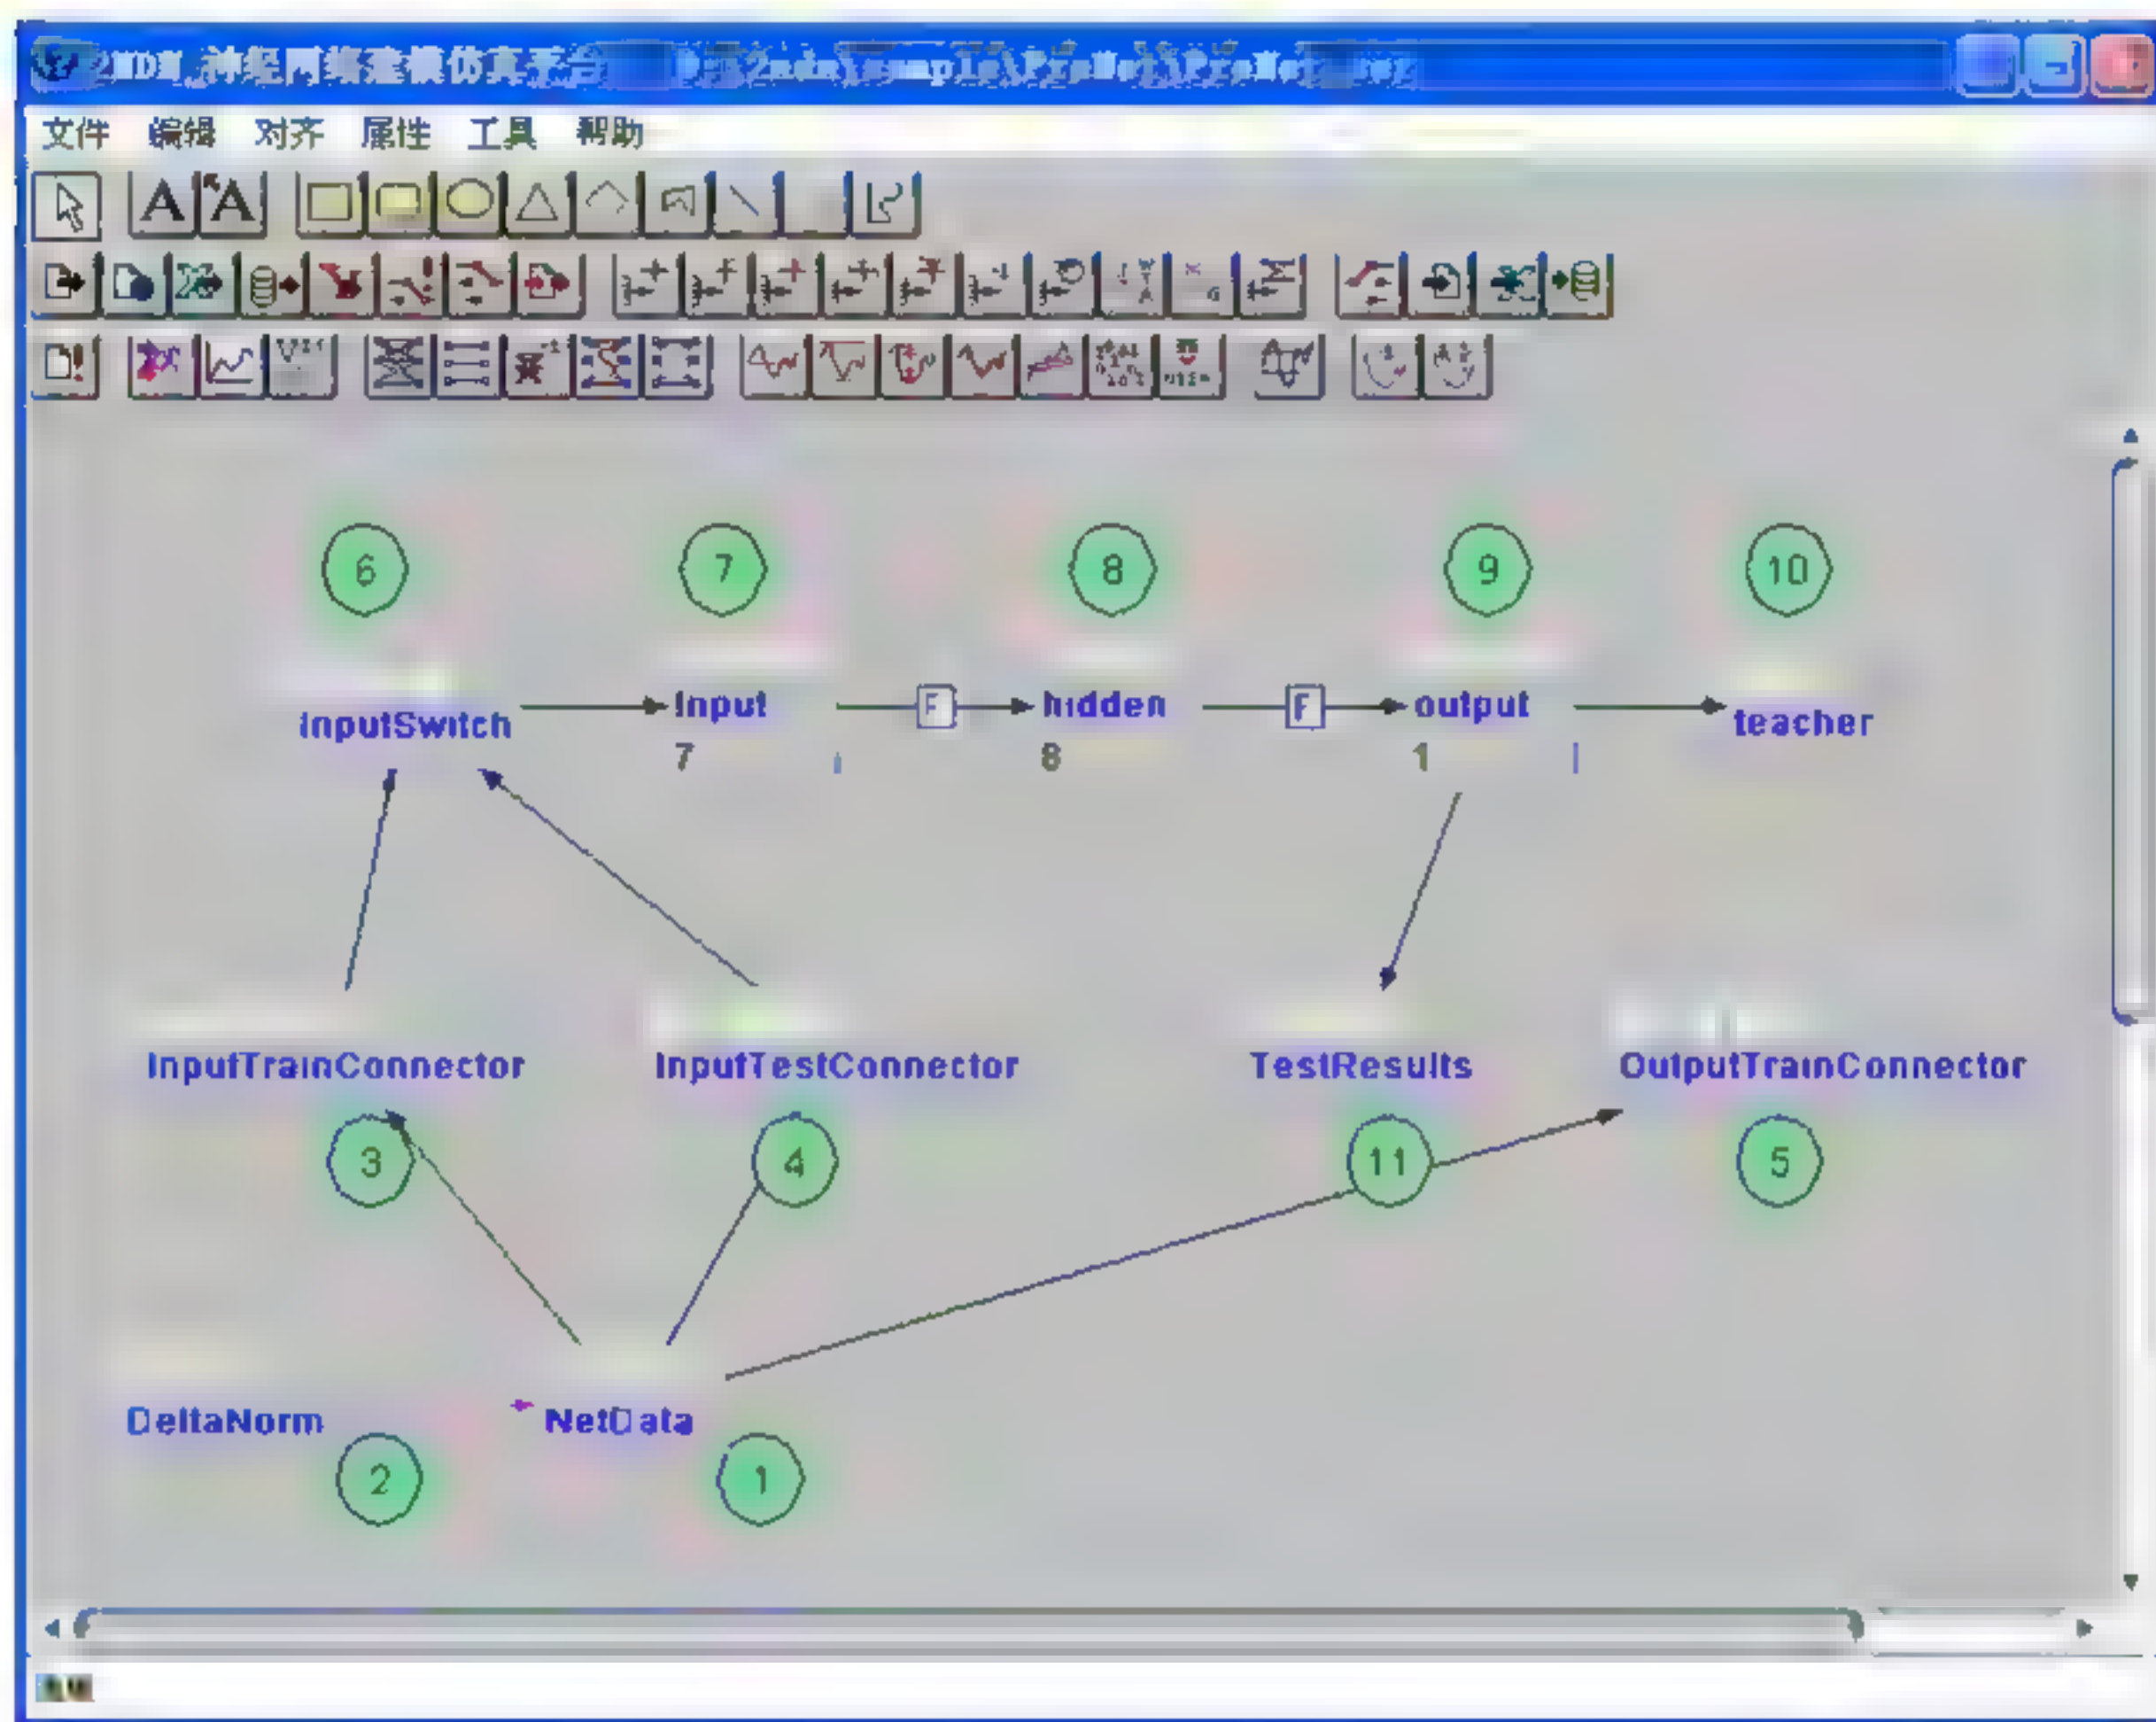 2NDN,神经网络建模仿真平台
文件 编辑 对齐 属性 工具 帮助
A A
6 7 8 9 10
InputSwitch Input F hidden F output teacher
7 8 1
InputTrainConnector InputTestConnector TestResults OutputTrainConnector
3 4 11 5
DeltaNorm NetData
2 1